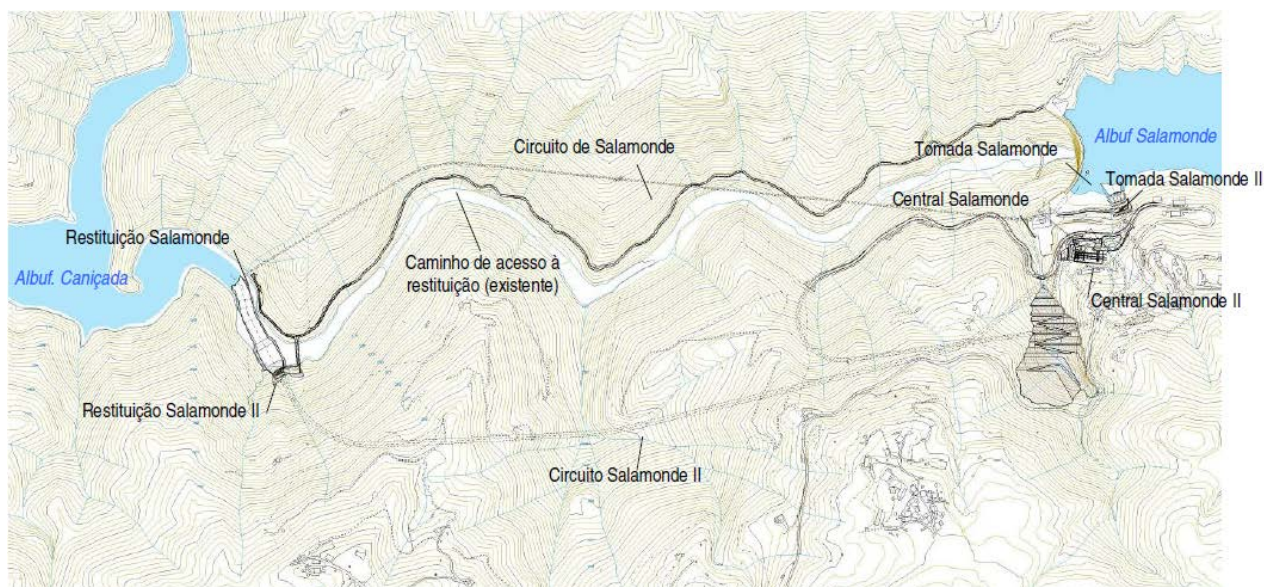 Albuf Salamonde
Circuito de Salamonde
Tomada Salamonde
Tomada Salamonde II
Central Salamonde
Restituição Salamonde
Albuf. Caniçada
Caminho de acesso à
restituição (existente)
Central Salamonde II
Restituição Salamonde II
Circuito Salamonde II